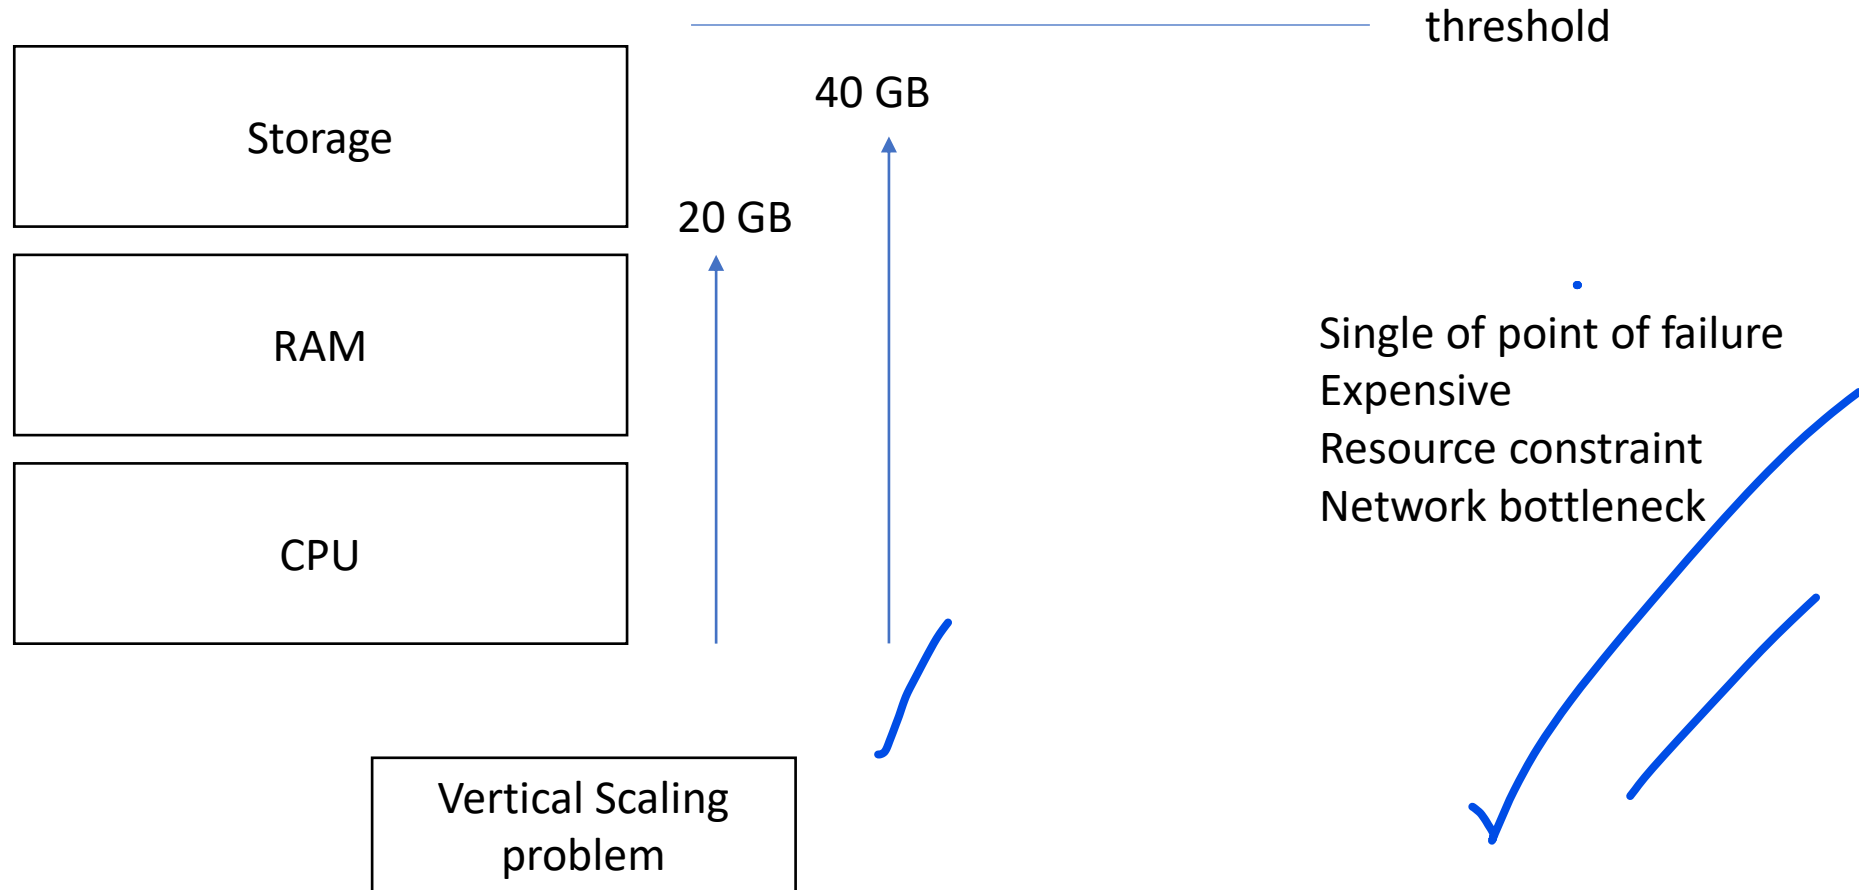 threshold
40 GB
Storage
20 GB
RAM
Single of point of failure
Expensive
Resource constraint
Network bottleneck
CPU
Vertical Scaling
problem